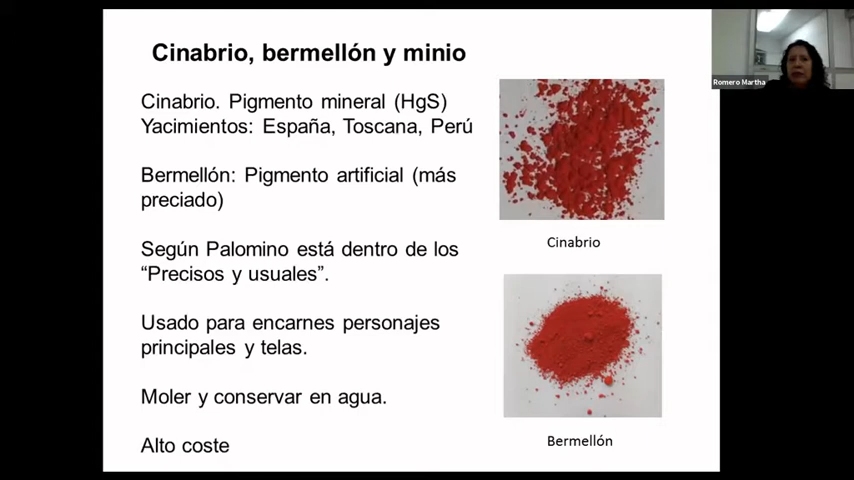 Cinabrio, bermellón y minio
Cinabrio. Pigmento mineral (HgS)
Yacimientos: España, Toscana, Perú
Bermellón: Pigmento artificial (más
preciado)
Según Palomino está dentro de los
“Precisos y usuales”.
Usado para encarnes personajes
principales y telas.
Moler y conservar en agua.
Alto coste
Cinabrio
Bermellón
Romero Martha